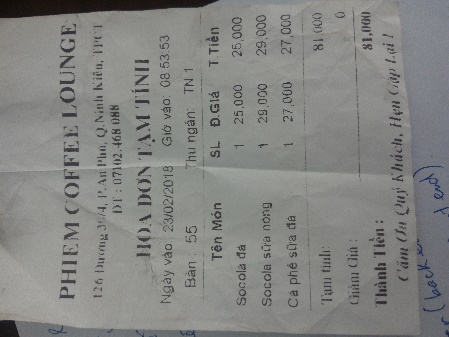 PHIEM COFFEE LOUNGE
126 Đường 30/4, P.An Phú, Q.Ninh Kiều, TPCT
ĐT : 07102.468 088
HÓA ĐƠN TẠM TÍNH
Ngày vào: 23/02/2018 Giờ vào: 08:53:53
Bàn: 55 Thu ngân: TN 1
Tên Món SL Đ.Giá T.Tiền
Socola đá 1 25,000 25,000
Socola sữa nóng 1 29,000 29,000
Cà phê sữa đá 1 27,000 27,000
Tạm tính: 81,000
Giảm giá : 0
Thành Tiền : 81,000
Cảm Ơn Quý Khách, Hẹn Gặp Lại !
(back end)